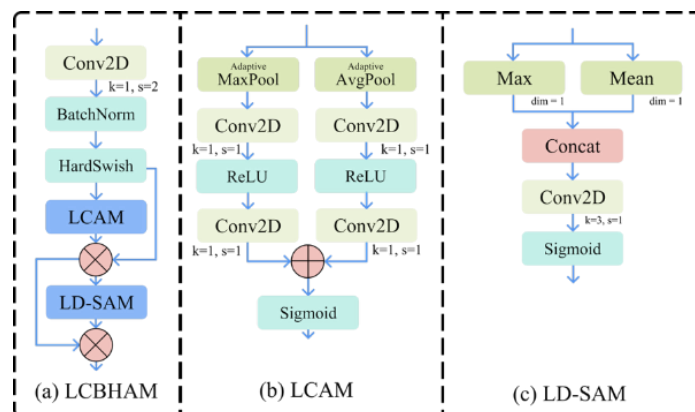 Conv2D
k=1, s=2
BatchNorm
HardSwish
LCAM
LD-SAM
(a) LCBHAM
Adaptive
MaxPool
Adaptive
AvgPool
Conv2D
Conv2D
k=1, s=1
k=1, s=1
ReLU
ReLU
Conv2D
Conv2D
k=1, s=1
k=1, s=1
Sigmoid
(b) LCAM
Max
Mean
dim = 1
dim = 1
Concat
Conv2D
k=3, s=1
Sigmoid
(c) LD-SAM